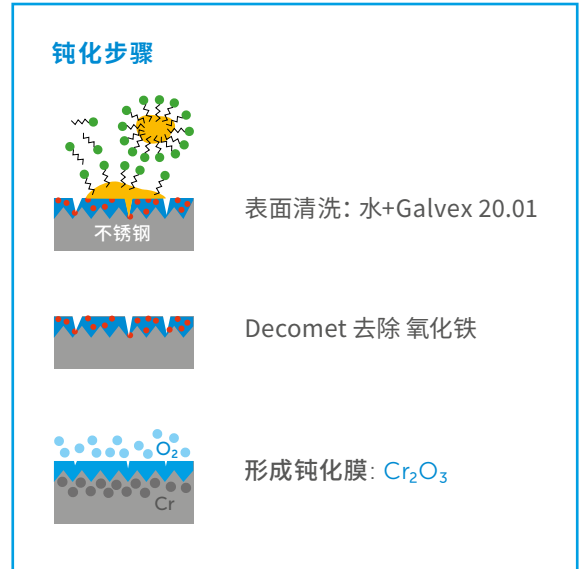 钝化步骤
不锈钢
表面清洗: 水+Galvex 20.01
Decomet 去除 氧化铁
O₂
Cr
形成钝化膜: Cr₂O₃